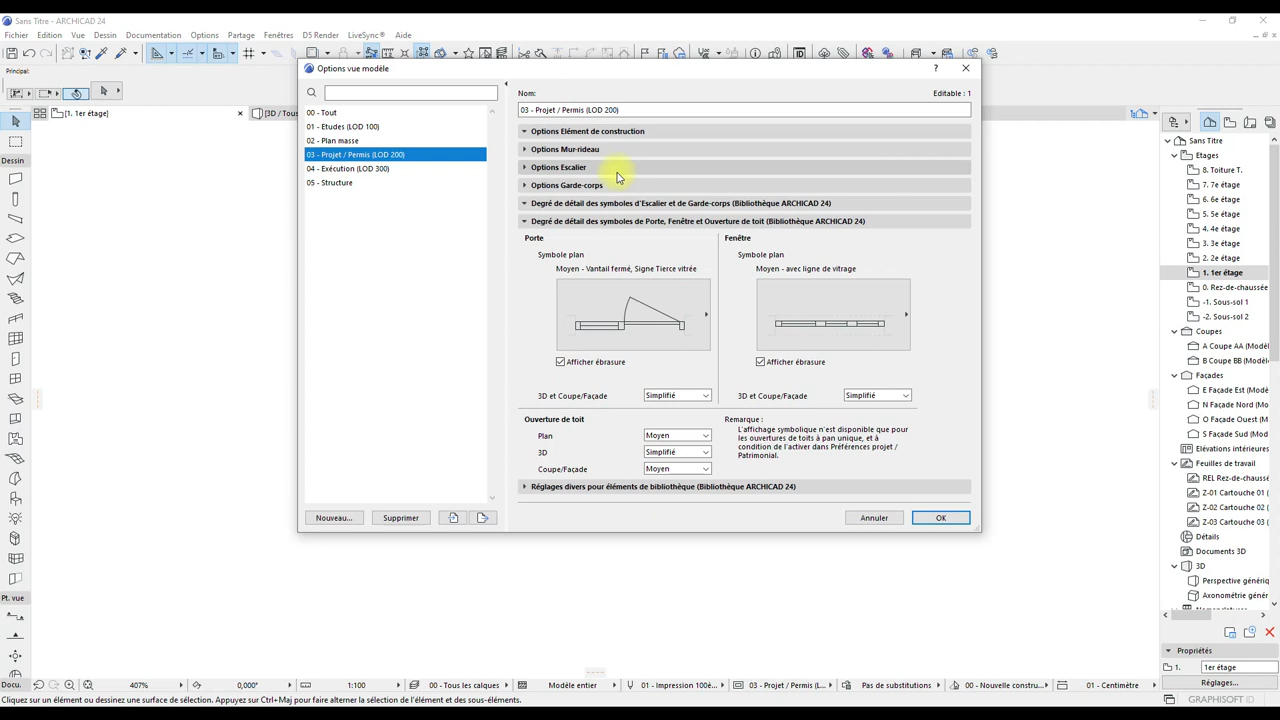 Sans Titre - ARCHICAD 24
Fichier Edition Vue Dessin Documentation Options Partage Fenêtres D5 Render LiveSync® Aide
Principal:
[1. 1er étage]
[3D / Tous
Options vue modèle
?
00 - Tout
01 - Etudes (LOD 100)
02 - Plan masse
03 - Projet / Permis (LOD 200)
04 - Exécution (LOD 300)
05 - Structure
Nouveau...
Supprimer
Nom:
Editable : 1
03 - Projet / Permis (LOD 200)
Options Elément de construction
Options Mur-rideau
Options Escalier
Options Garde-corps
Degré de détail des symboles d'Escalier et de Garde-corps (Bibliothèque ARCHICAD 24)
Degré de détail des symboles de Porte, Fenêtre et Ouverture de toit (Bibliothèque ARCHICAD 24)
Porte
Symbole plan
Moyen - Vantail fermé, Signe Tierce vitrée
Afficher ébrasure
3D et Coupe/Façade
Simplifié
Fenêtre
Symbole plan
Moyen - avec ligne de vitrage
Afficher ébrasure
3D et Coupe/Façade
Simplifié
Ouverture de toit
Plan
Moyen
3D
Simplifié
Coupe/Façade
Moyen
Remarque :
L'affichage symbolique n'est disponible que pour
les ouvertures de toits à pan unique, et à
condition de l'activer dans Préférences projet /
Patrimonial.
Réglages divers pour éléments de bibliothèque (Bibliothèque ARCHICAD 24)
Annuler
OK
Dessin
Pt. vue
Docu.
Sans Titre
Etages
8. Toiture T.
7. 7e étage
6. 6e étage
5. 5e étage
4. 4e étage
3. 3e étage
2. 2e étage
1. 1er étage
0. Rez-de-chaussée
-1. Sous-sol 1
-2. Sous-sol 2
Coupes
A Coupe AA (Modèl
B Coupe BB (Modèl
Façades
E Façade Est (Modèl
N Façade Nord (Mo
O Façade Ouest (Mo
S Façade Sud (Modè
Elévations intérieures
Feuilles de travail
REL Rez-de-chaussé
Z-01 Cartouche 01 (
Z-02 Cartouche 02 (
Z-03 Cartouche 03 (
Détails
Documents 3D
3D
Perspective génériq
Axonométrie génér
Propriétés
1. 1er étage
Réglages...
407%
0,000°
1:100
00 - Tous les calques
Modèle entier
01 - Impression 100...
03 - Projet / Permis (L...
Pas de substitutions
00 - Nouvelle constru...
01 - Centimètre
Cliquez sur un élément ou dessinez une surface de sélection. Appuyez sur Ctrl+Maj pour faire alterner la sélection de l'élément et des sous-éléments.
GRAPHISOFT ID